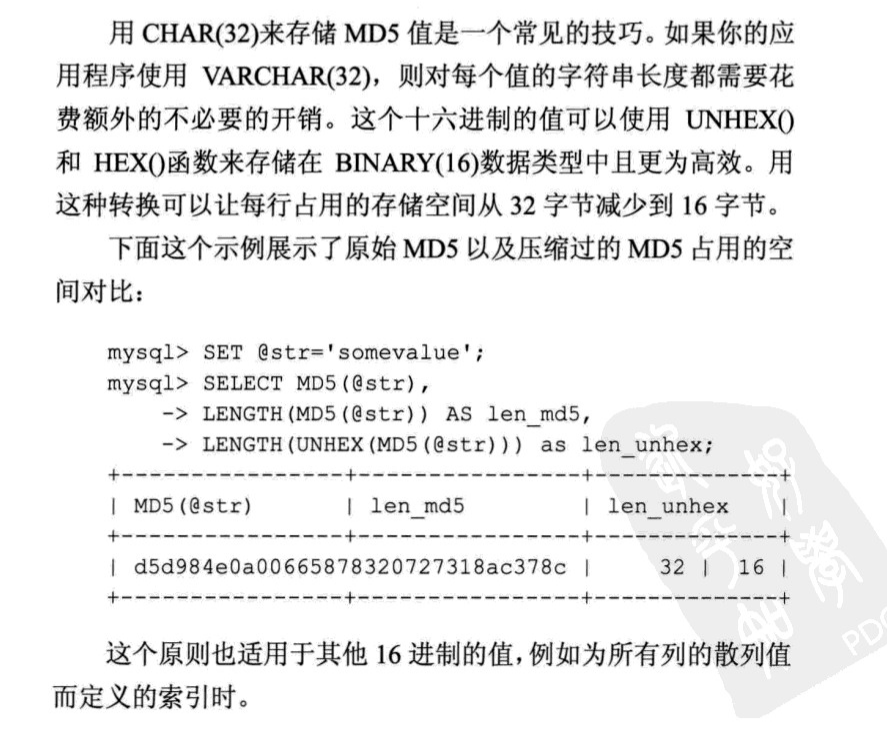 用 CHAR(32)来存储 MD5 值是一个常见的技巧。如果你的应
用程序使用 VARCHAR(32)，则对每个值的字符串长度都需要花
费额外的不必要的开销。这个十六进制的值可以使用 UNHEX()
和 HEX()函数来存储在 BINARY(16)数据类型中且更为高效。用
这种转换可以让每行占用的存储空间从 32 字节减少到 16 字节。
下面这个示例展示了原始 MD5 以及压缩过的 MD5 占用的空
间对比：
mysql> SET @str='somevalue';
mysql> SELECT MD5(@str),
-> LENGTH(MD5(@str)) AS len_md5,
-> LENGTH(UNHEX(MD5(@str))) as len_unhex;
+-----------------+-----------------+--------------+
| MD5(@str) | len_md5 | len_unhex |
+-----------------+-----------------+--------------+
| d5d984e0a00665878320727318ac378c | 32 | 16 |
+-----------------+-----------------+--------------+
这个原则也适用于其他 16 进制的值，例如为所有列的散列值
而定义的索引时。